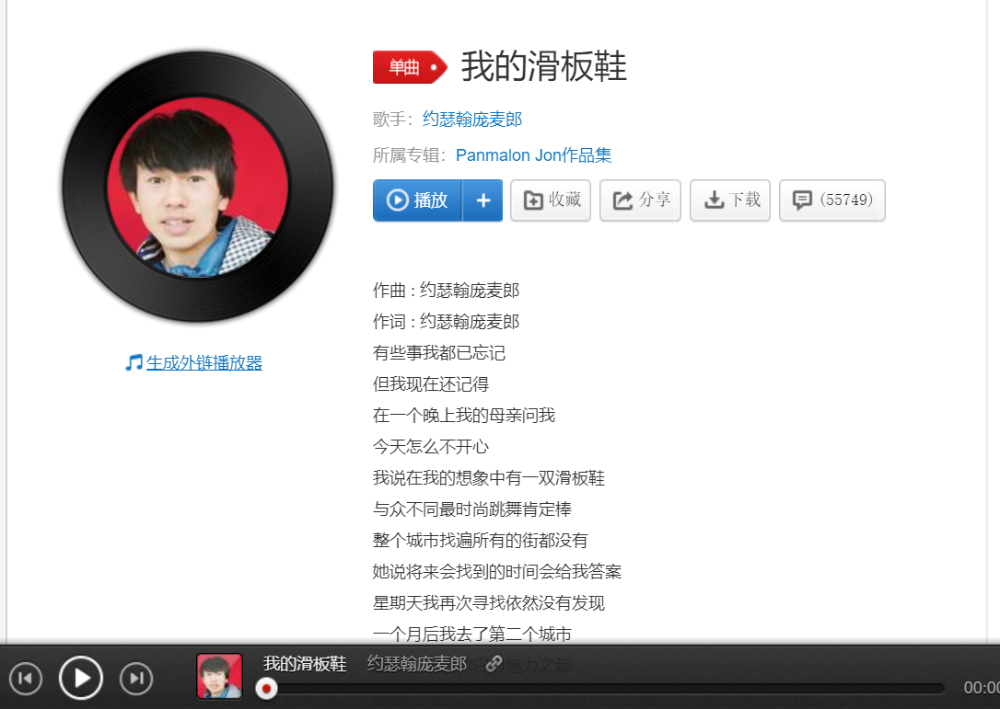 单曲
我的滑板鞋
歌手：约瑟翰庞麦郎
所属专辑：Panmalon Jon作品集
播放
+
收藏
分享
下载
(55749)
生成外链播放器
作曲 : 约瑟翰庞麦郎
作词 : 约瑟翰庞麦郎
有些事我都已忘记
但我现在还记得
在一个晚上我的母亲问我
今天怎么不开心
我说在我的想象中有一双滑板鞋
与众不同最时尚跳舞肯定棒
整个城市找遍所有的街都没有
她说将来会找到的时间会给我答案
星期天我再次寻找依然没有发现
一个月后我去了第二个城市
魅力之都
我的滑板鞋 约瑟翰庞麦郎
00:00